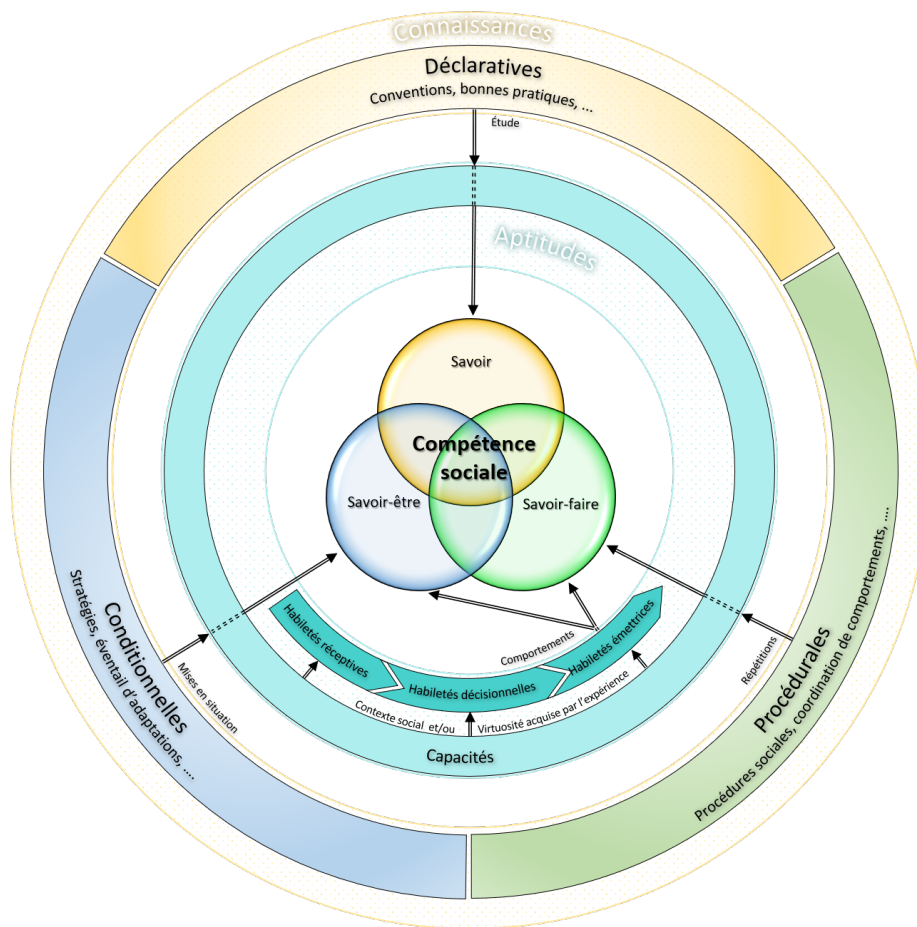 Connaissances
Déclaratives
Conventions, bonnes pratiques, ...
Étude
Aptitudes
Savoir
Compétence
sociale
Savoir-être
Savoir-faire
Habiletés réceptives
Habiletés décisionnelles
Habiletés émettrices
Comportements
Contexte social et/ou
Virtuosité acquise par l'expérience
Capacités
Mises en situation
Conditionnelles
Stratégies, éventail d'adaptations, ....
Répétitions
Procédurales
Procédures sociales, coordination de comportements, ....